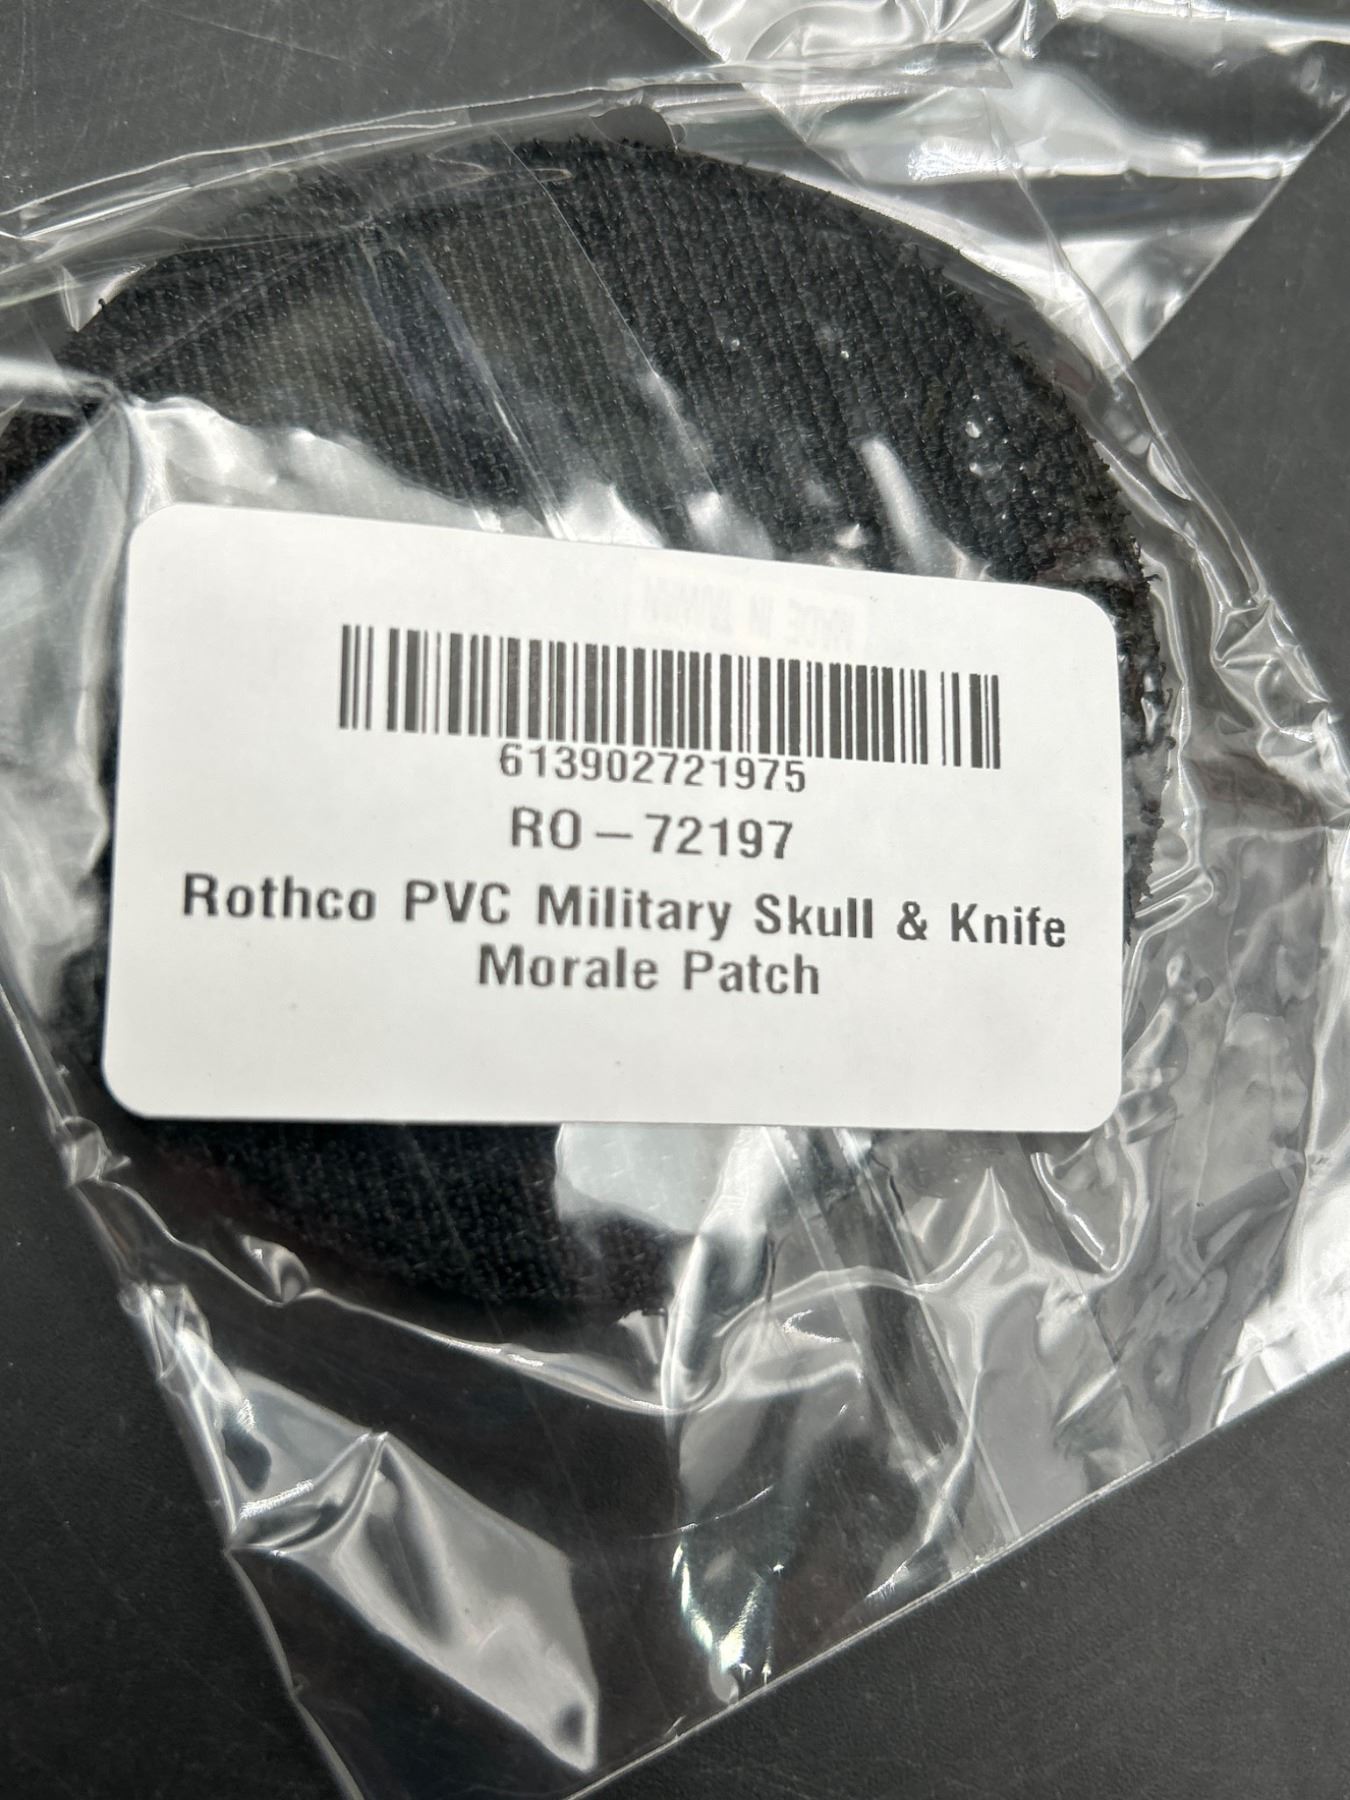 613902721975
RO-72197
Rothco PVC Military Skull & Knife
Morale Patch